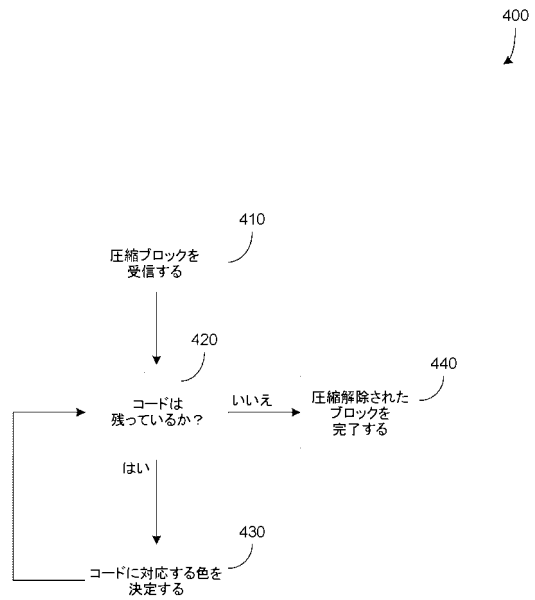 400
410
圧縮ブロックを
受信する
420
コードは
残っているか？
いいえ
440
圧縮解除された
ブロックを
完了する
はい
430
コードに対応する色を
決定する